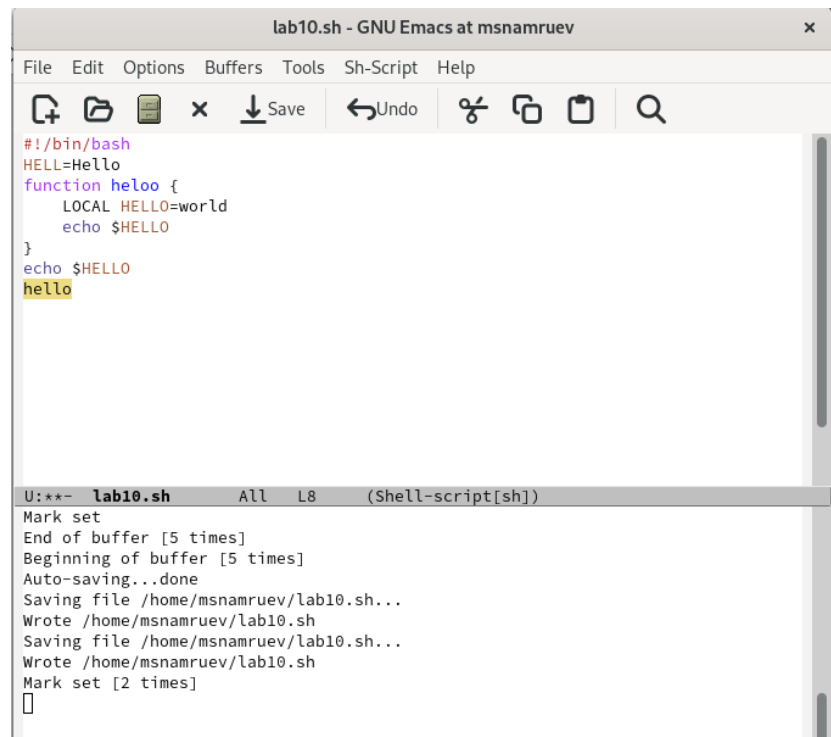 lab10.sh - GNU Emacs at msnamruev
File Edit Options Buffers Tools Sh-Script Help
Save Undo
#!/bin/bash
HELL=Hello
function heloo {
    LOCAL HELLO=world
    echo $HELLO
}
echo $HELLO
hello
U:**-  lab10.sh       All   L8     (Shell-script[sh])
Mark set
End of buffer [5 times]
Beginning of buffer [5 times]
Auto-saving...done
Saving file /home/msnamruev/lab10.sh...
Wrote /home/msnamruev/lab10.sh
Saving file /home/msnamruev/lab10.sh...
Wrote /home/msnamruev/lab10.sh
Mark set [2 times]